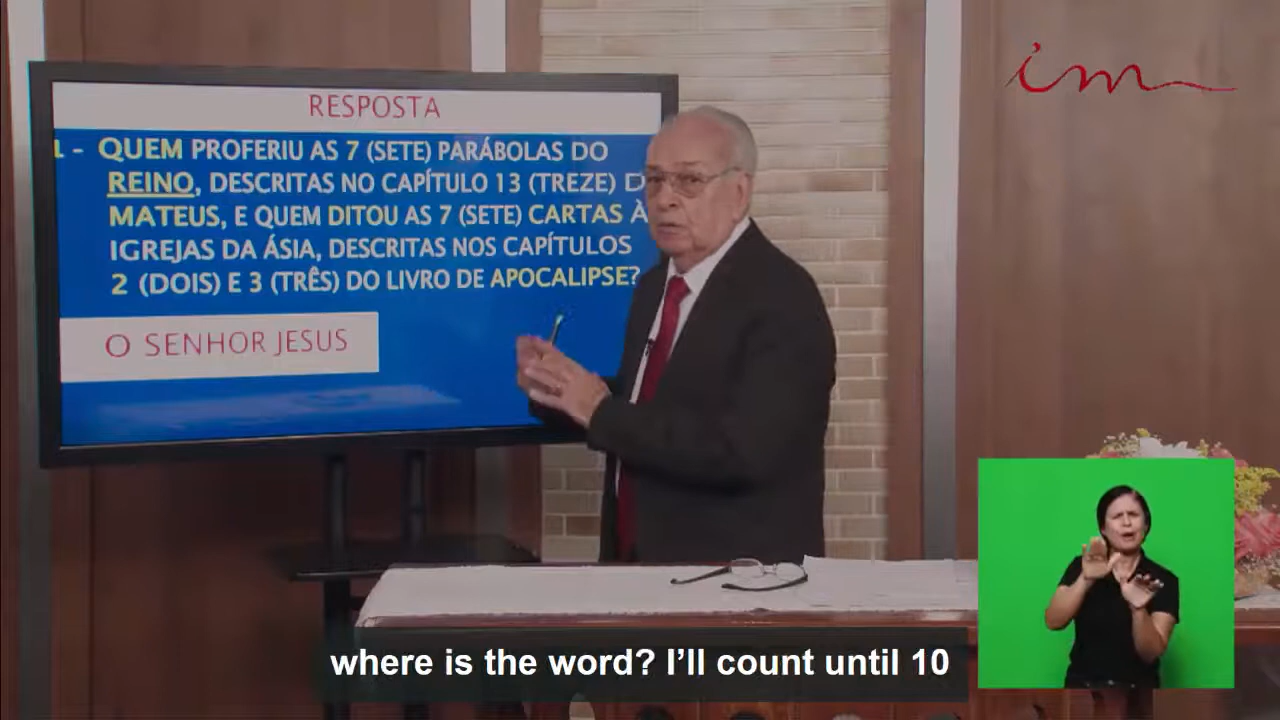 RESPOSTA
1 - QUEM PROFERIU AS 7 (SETE) PARÁBOLAS DO
REINO, DESCRITAS NO CAPÍTULO 13 (TREZE) D
MATEUS, E QUEM DITOU AS 7 (SETE) CARTAS À
IGREJAS DA ÁSIA, DESCRITAS NOS CAPÍTULOS
2 (DOIS) E 3 (TRÊS) DO LIVRO DE APOCALIPSE?
O SENHOR JESUS
im
where is the word? I’ll count until 10